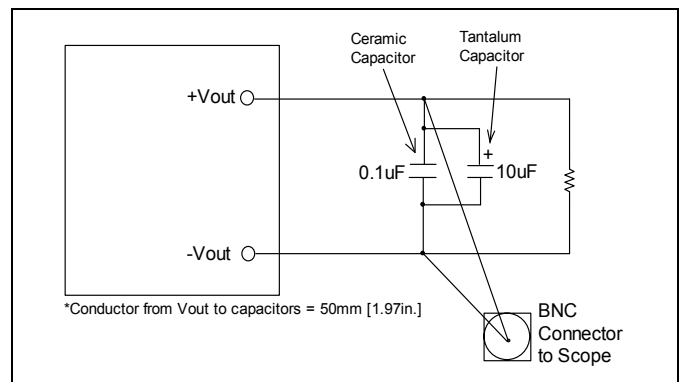 Ceramic
Capacitor
Tantalum
Capacitor
+Vout
+
0.1uF
10uF
-Vout
*Conductor from Vout to capacitors = 50mm [1.97in.]
BNC
Connector
to Scope